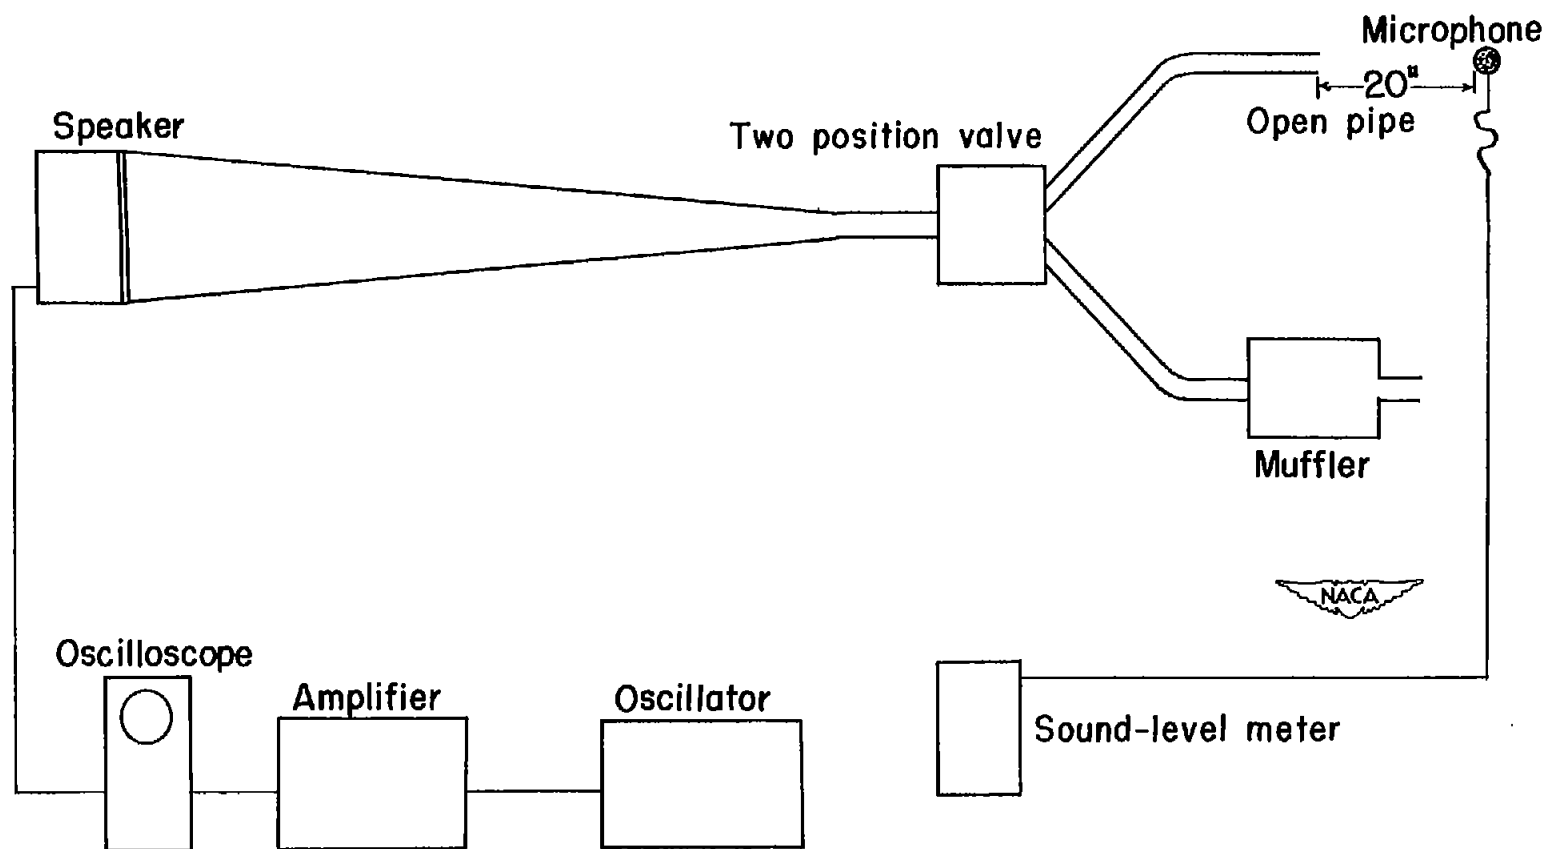 Microphone
20"
Open pipe
Speaker
Two position valve
Muffler
NACA
Oscilloscope
Amplifier
Oscillator
Sound-level meter